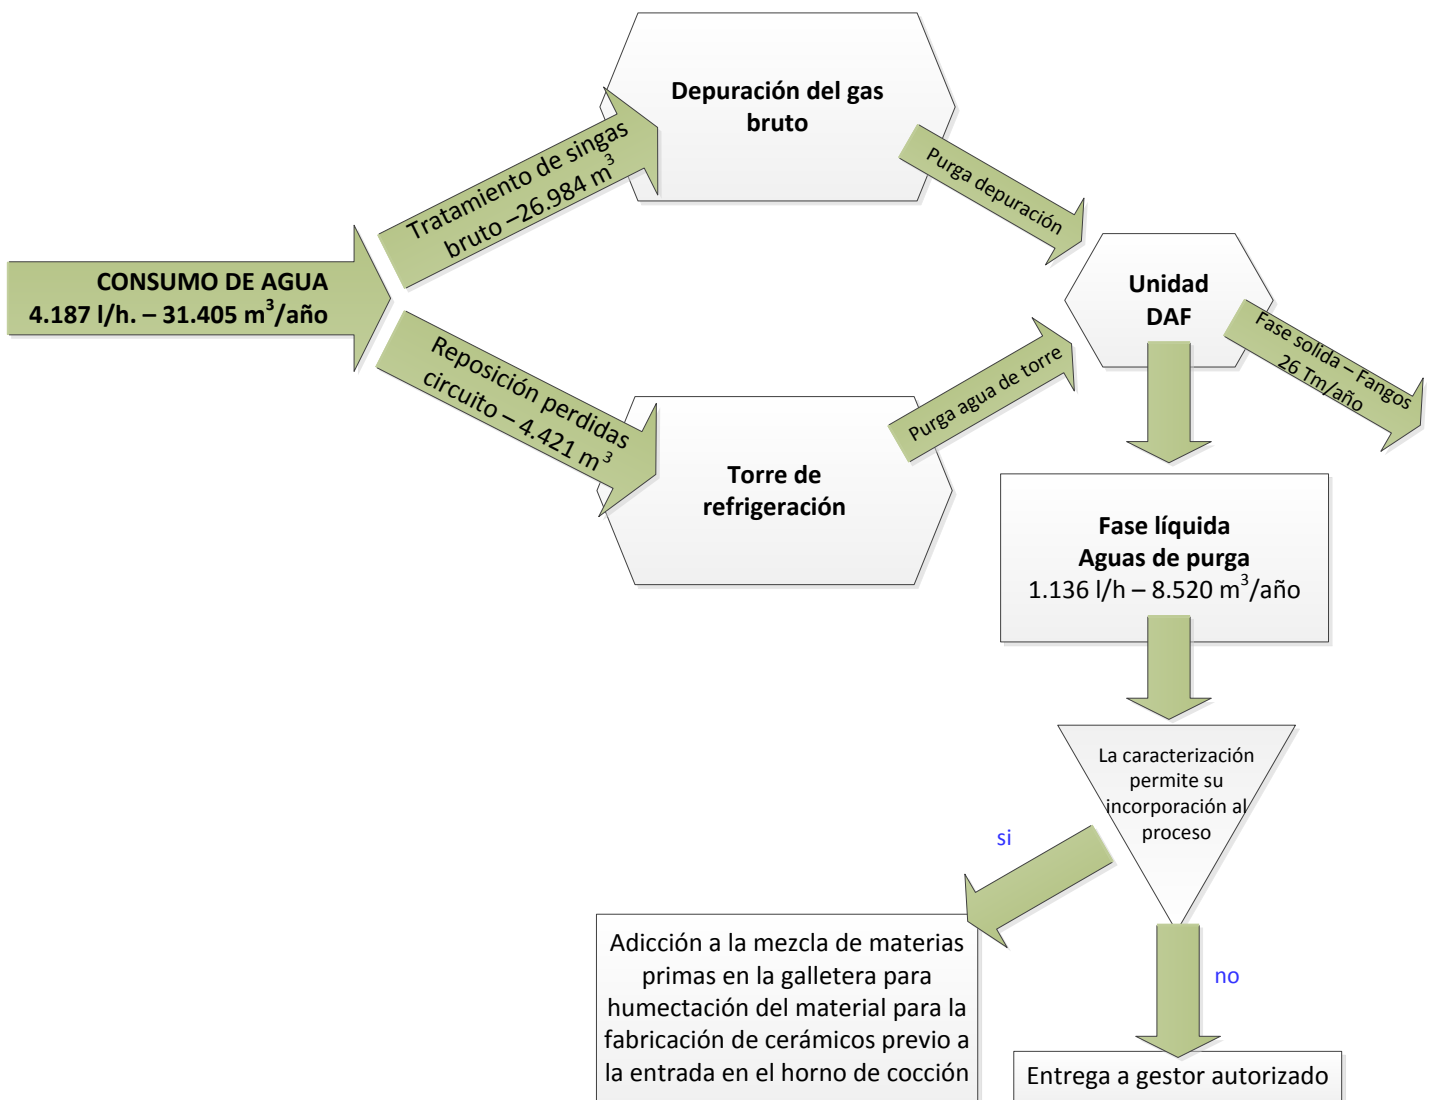 Depuración del gas
bruto
Tratamiento de singas
bruto –26.984 m³
Purga depuración
CONSUMO DE AGUA
4.187 l/h. – 31.405 m³/año
Unidad
DAF
Fase solida – Fangos
26 Tm/año
Reposición perdidas
circuito – 4.421 m³
Purga agua de torre
Torre de
refrigeración
Fase líquida
Aguas de purga
1.136 l/h – 8.520 m³/año
La caracterización
permite su
incorporación al
proceso
si
no
Adicción a la mezcla de materias
primas en la galletera para
humectación del material para la
fabricación de cerámicos previo a
la entrada en el horno de cocción
Entrega a gestor autorizado